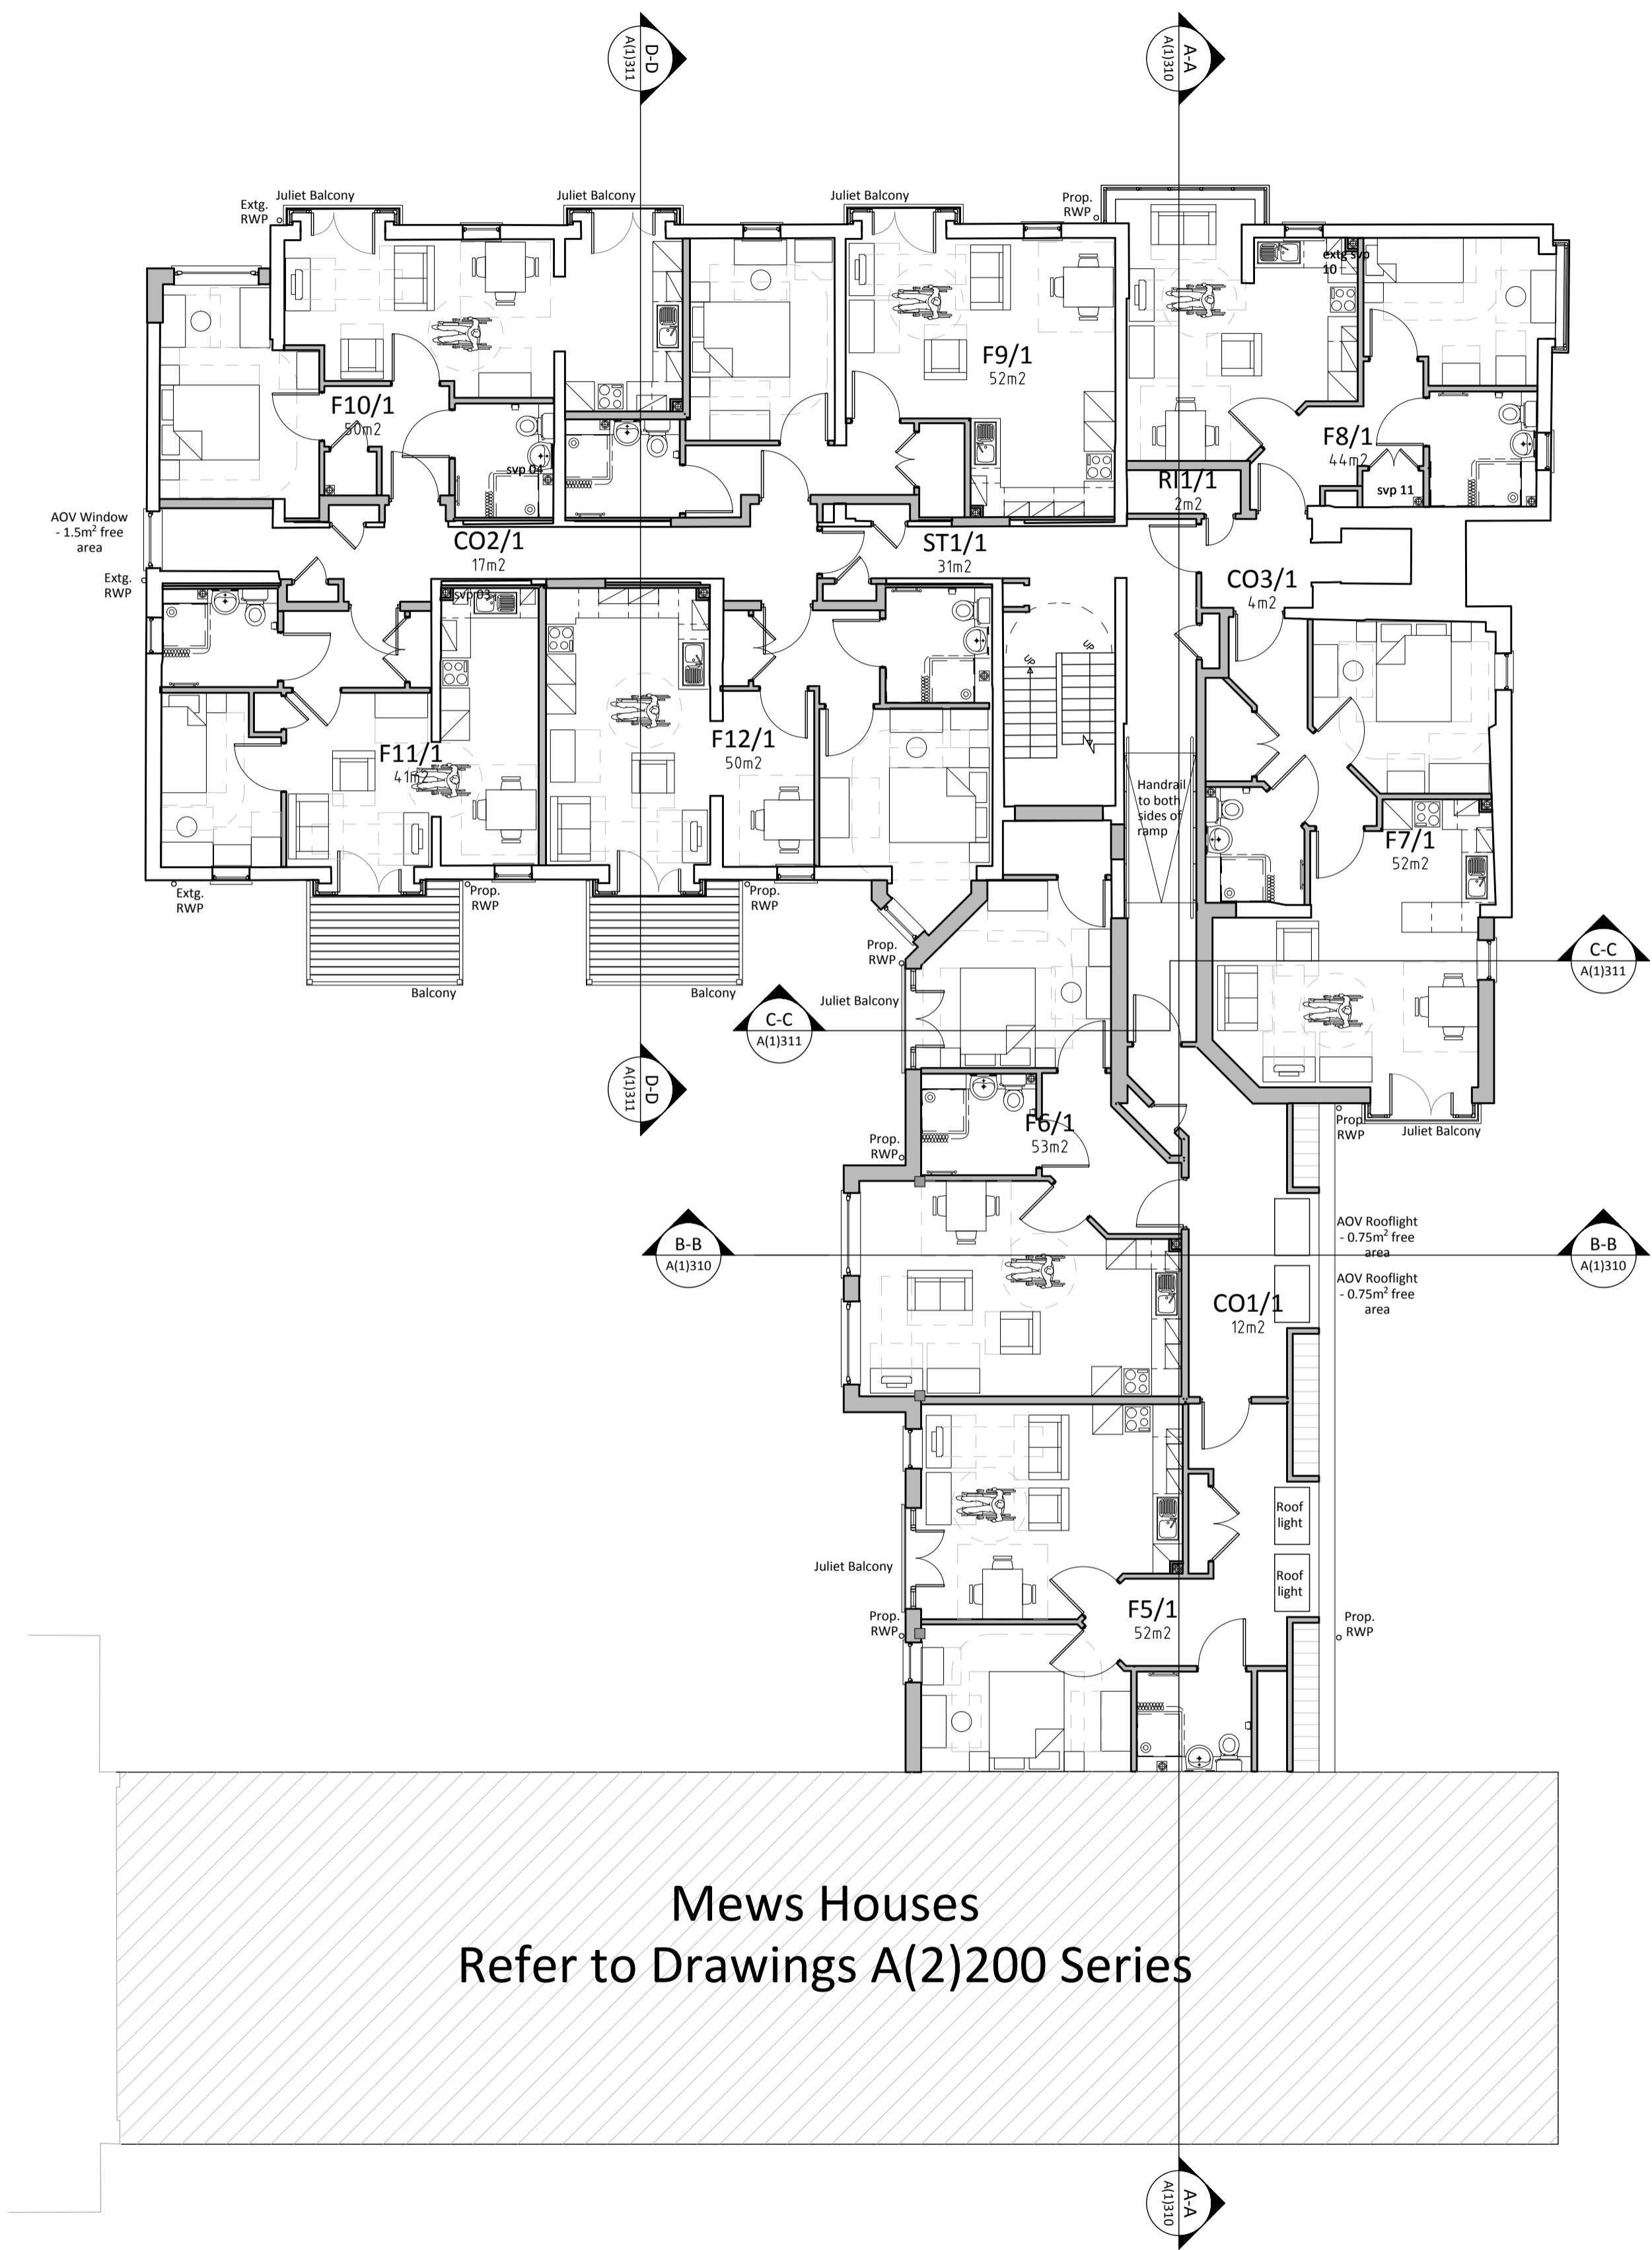 D-D
A(1)311
A-A
A(1)310
Juliet Balcony
Juliet Balcony
Juliet Balcony
Extg.
RWP
Prop.
RWP
extg svp
10
F9/1
52m2
F10/1
50m2
F8/1
44m2
svp 04
RI1/1
2m2
svp 11
AOV Window
- 1.5m² free
area
CO2/1
17m2
ST1/1
31m2
Extg.
RWP
CO3/1
4m2
svp 03
UP
UP
F11/1
41m2
F12/1
50m2
Handrail
to both
sides of
ramp
F7/1
52m2
Extg.
RWP
Prop.
RWP
Prop.
RWP
Prop.
RWP
C-C
A(1)311
Balcony
Balcony
Juliet Balcony
C-C
A(1)311
D-D
A(1)311
F6/1
53m2
Prop.
RWP
Juliet Balcony
Prop.
RWP
B-B
A(1)310
AOV Rooflight
- 0.75m² free
area
B-B
A(1)310
AOV Rooflight
- 0.75m² free
area
CO1/1
12m2
Roof
light
Juliet Balcony
Roof
light
F5/1
52m2
Prop.
RWP
Prop.
RWP
Mews Houses
Refer to Drawings A(2)200 Series
A-A
A(1)310